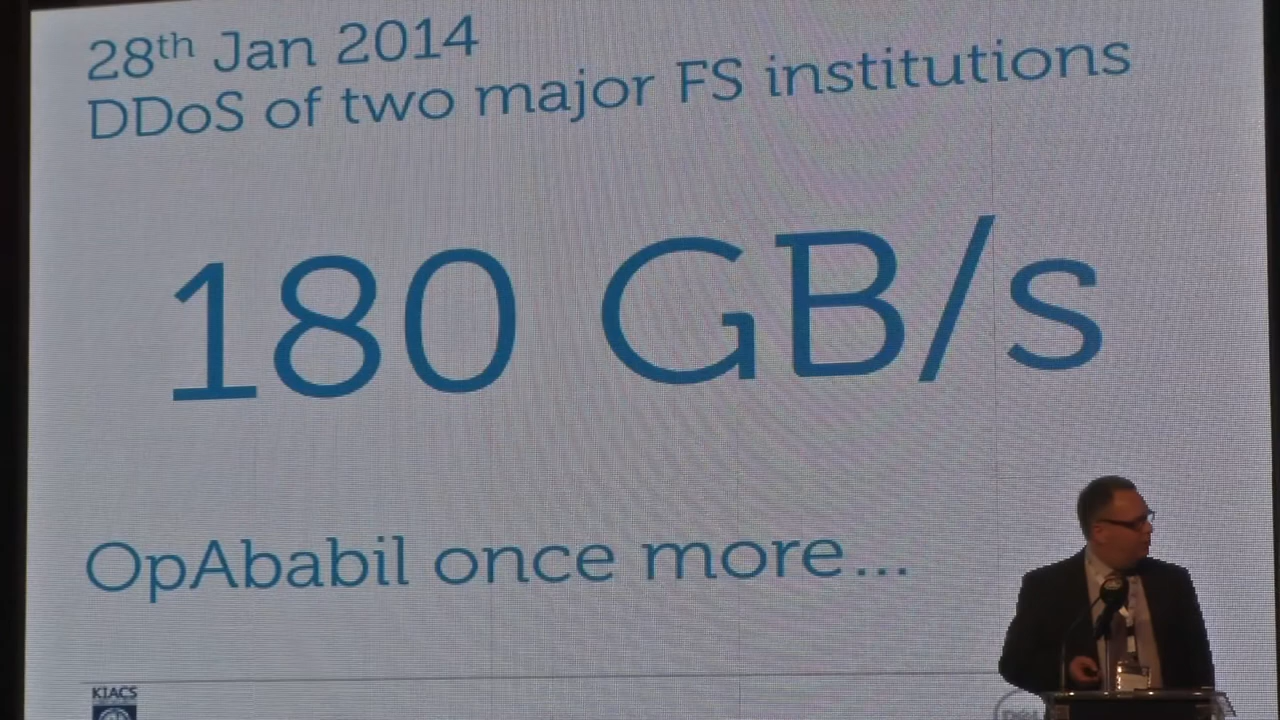 28th Jan 2014
DDoS of two major FS institutions
180 GB/s
OpAbabil once more...
KIACS